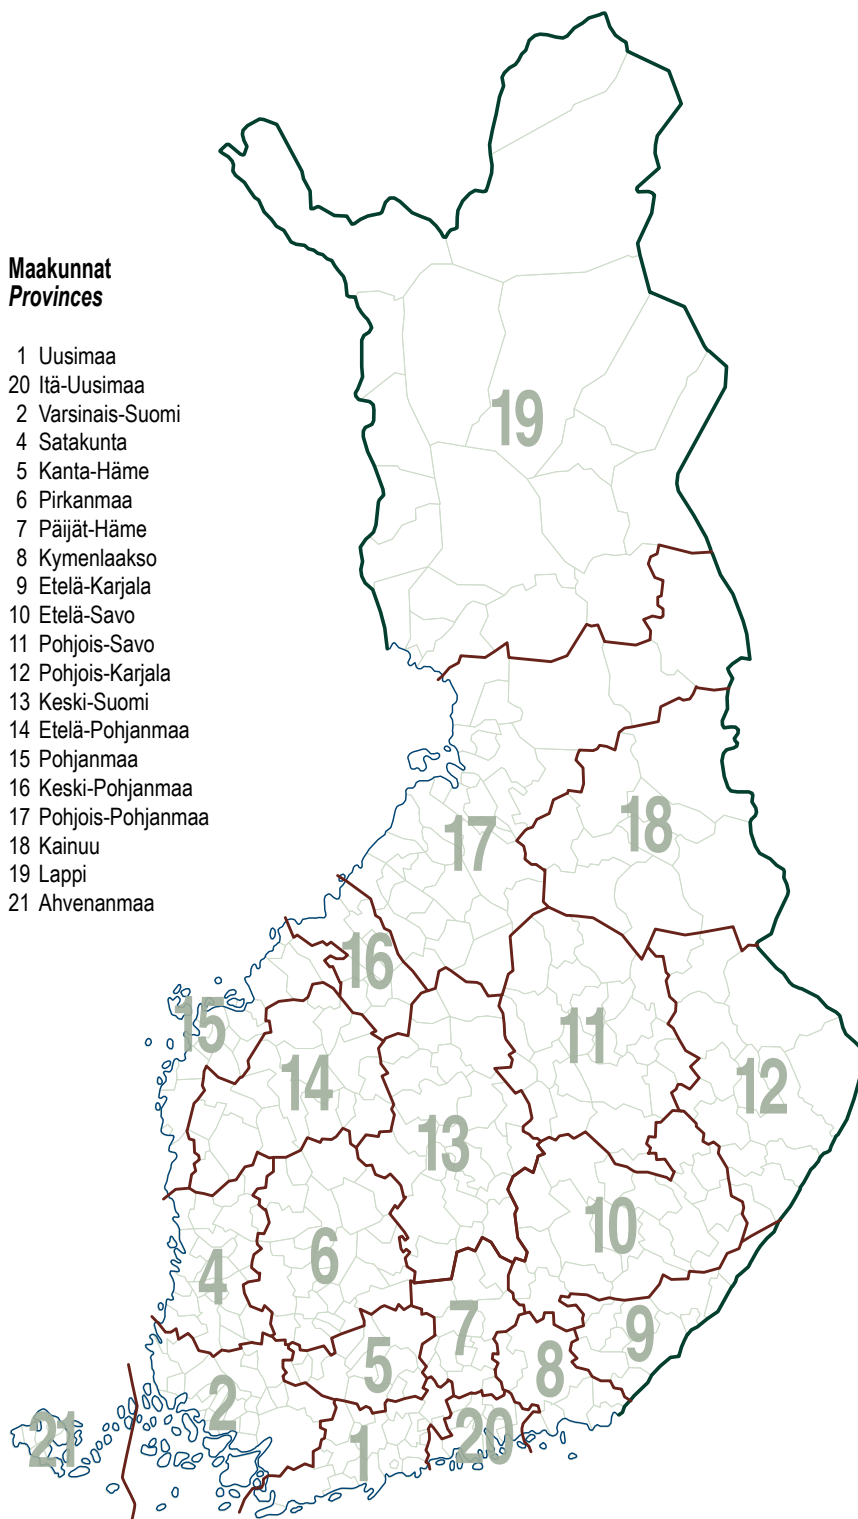 Maakunnat
Provinces
1 Uusimaa
20 Itä-Uusimaa
2 Varsinais-Suomi
4 Satakunta
5 Kanta-Häme
6 Pirkanmaa
7 Päijät-Häme
8 Kymenlaakso
9 Etelä-Karjala
10 Etelä-Savo
11 Pohjois-Savo
12 Pohjois-Karjala
13 Keski-Suomi
14 Etelä-Pohjanmaa
15 Pohjanmaa
16 Keski-Pohjanmaa
17 Pohjois-Pohjanmaa
18 Kainuu
19 Lappi
21 Ahvenanmaa
19
18
17
16
15
11
14
12
13
10
6
4
7
9
5
8
2
21
20
1